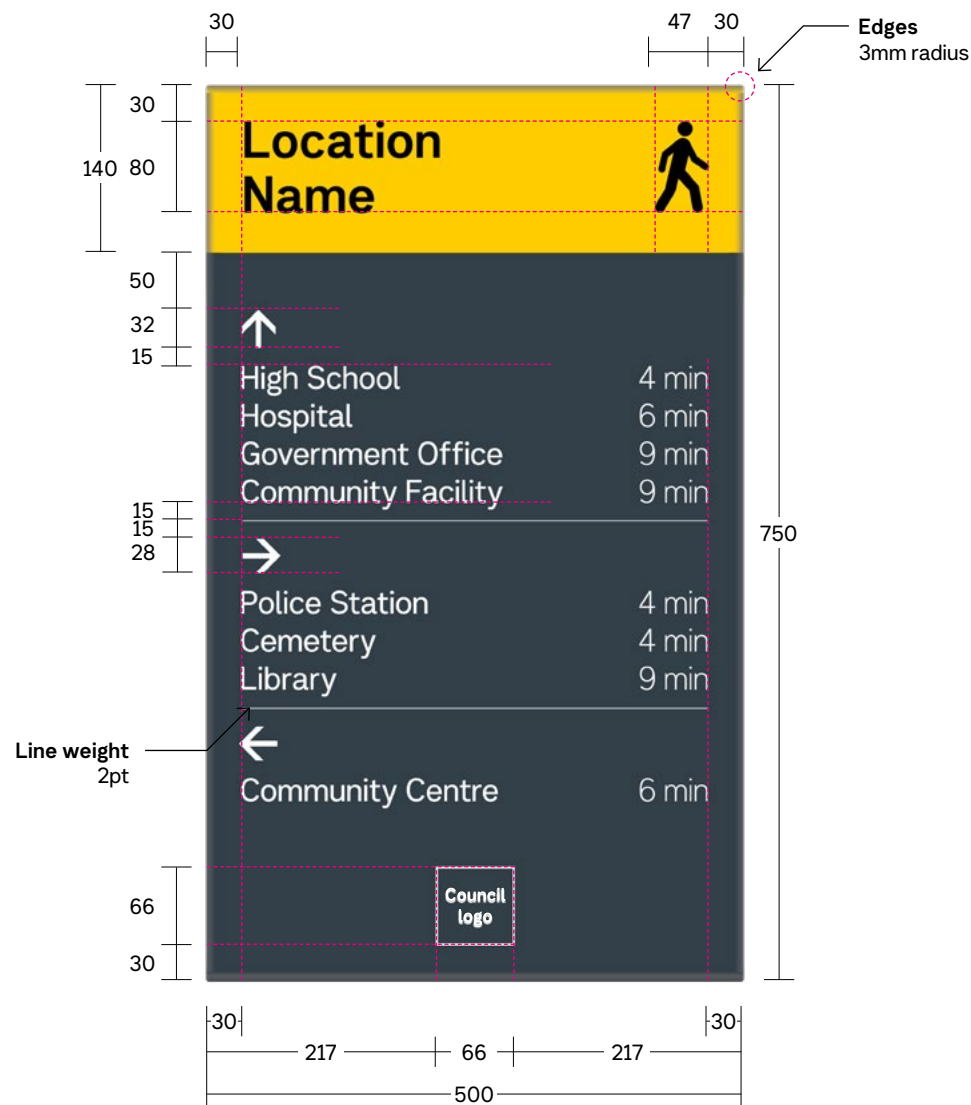 30
47
30
Edges
3mm radius
30
140
80
Location
Name
50
32
15
High School 4 min
Hospital 6 min
Government Office 9 min
Community Facility 9 min
15
15
28
750
Police Station 4 min
Cemetery 4 min
Library 9 min
Line weight
2pt
Community Centre 6 min
66
Council
logo
30
30
30
217
66
217
500